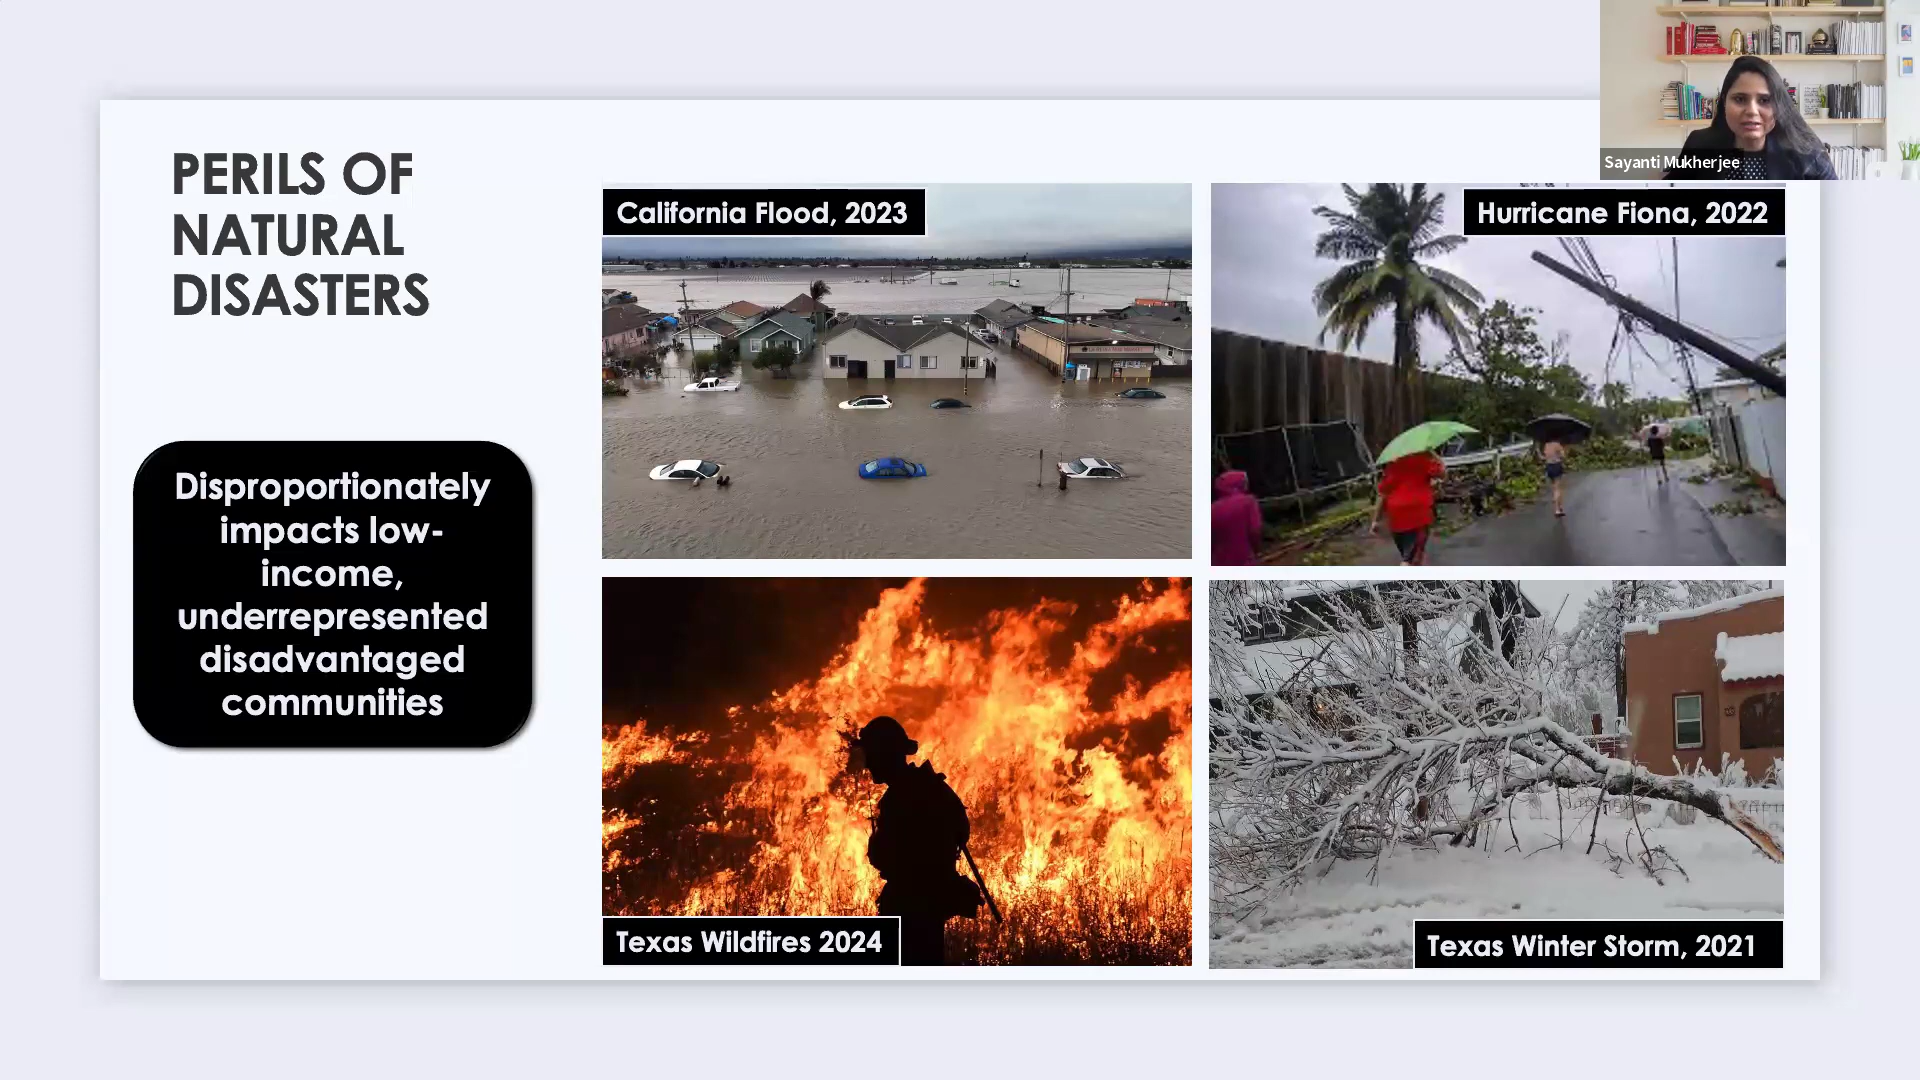 PERILS OF
NATURAL
DISASTERS
Disproportionately
impacts low-
income,
underrepresented
disadvantaged
communities
California Flood, 2023
Hurricane Fiona, 2022
Texas Wildfires 2024
Texas Winter Storm, 2021
Sayanti Mukherjee